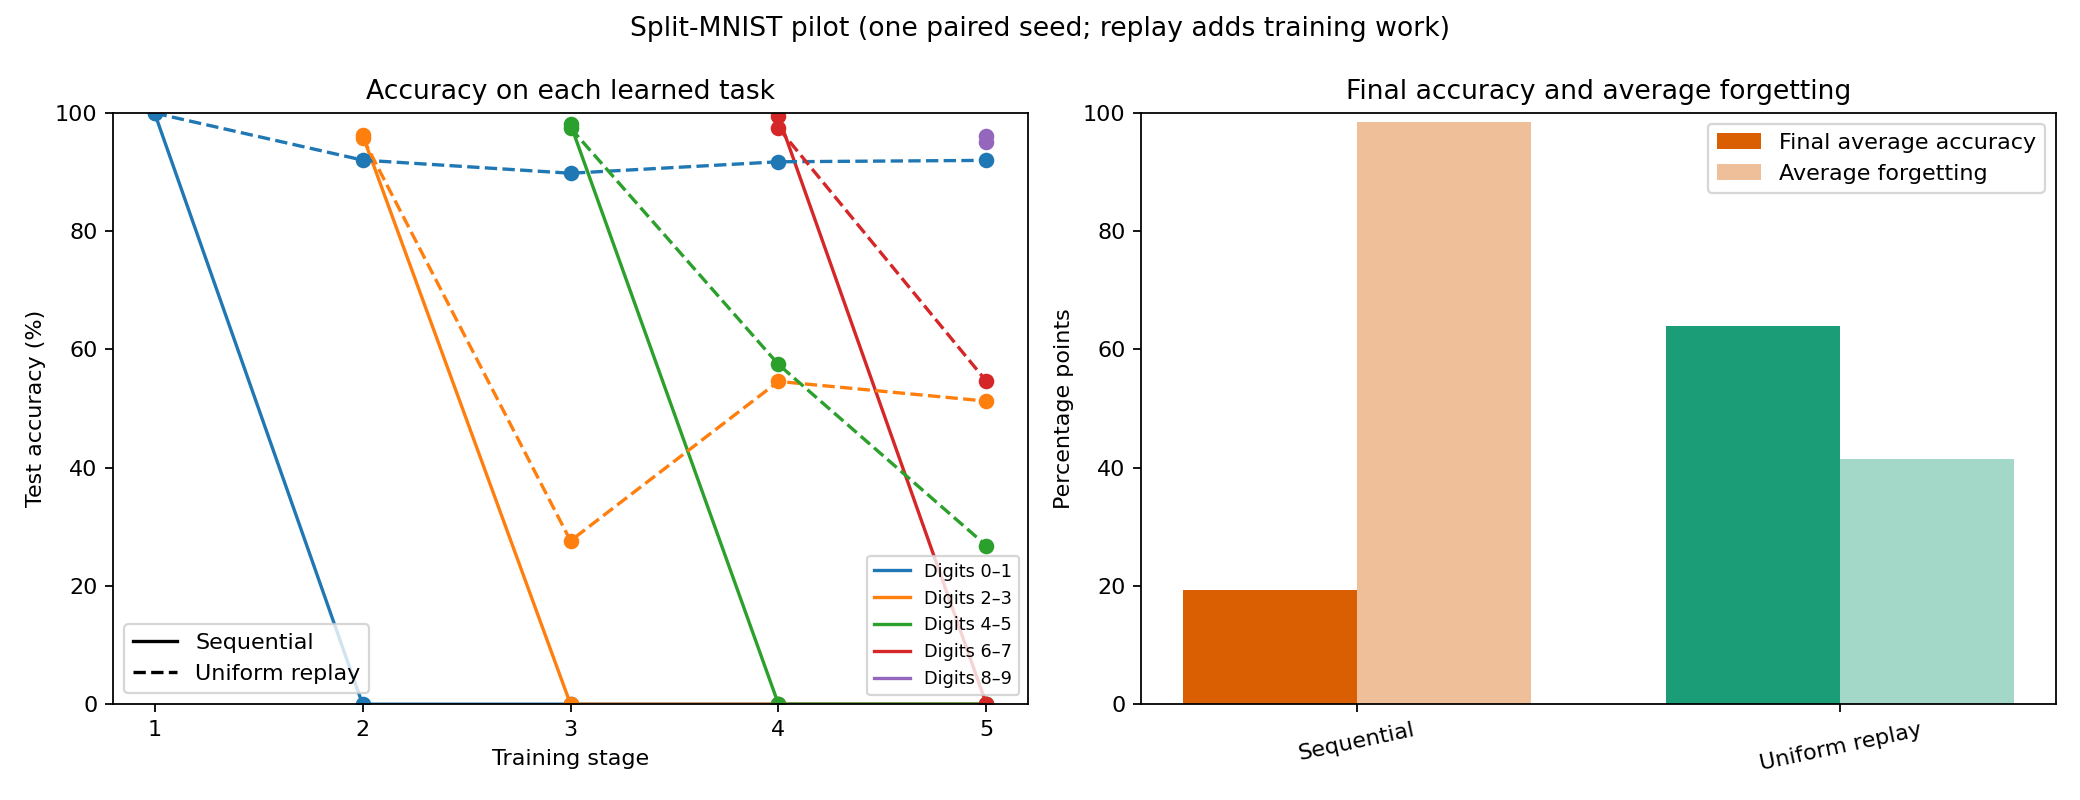 Split-MNIST pilot (one paired seed; replay adds training work)
Accuracy on each learned task
Test accuracy (%)
100
80
60
40
20
0
1
2
3
4
5
Training stage
Sequential
Uniform replay
Digits 0–1
Digits 2–3
Digits 4–5
Digits 6–7
Digits 8–9
Final accuracy and average forgetting
Percentage points
100
80
60
40
20
0
Final average accuracy
Average forgetting
Sequential
Uniform replay